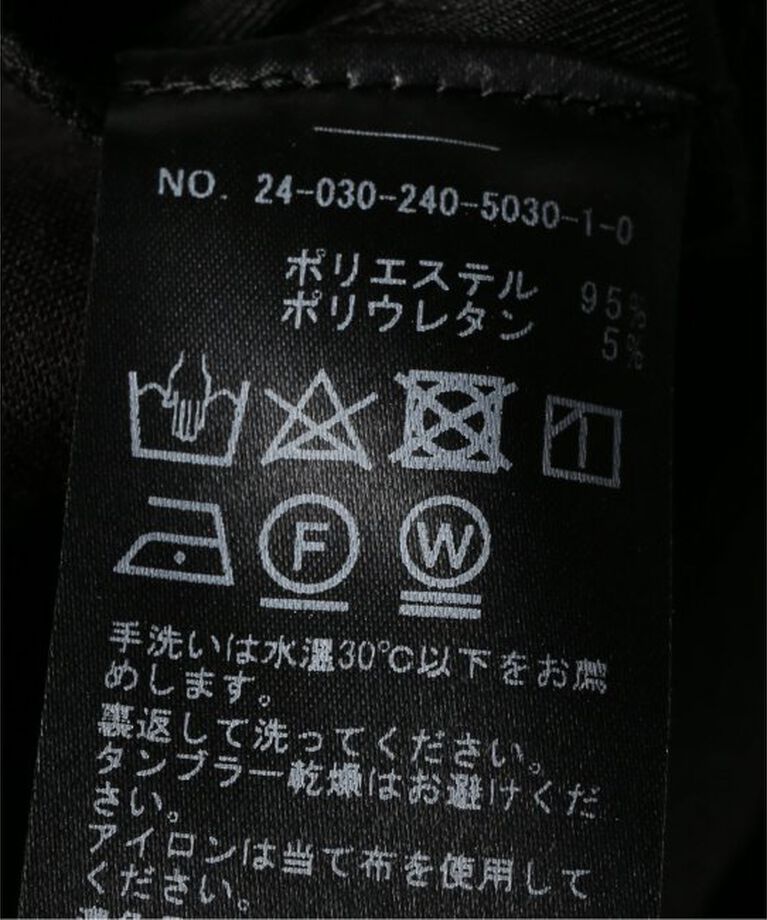 NO. 24-030-240-5030-1-0
ポリエステル 95%
ポリウレタン 5%
F
W
手洗いは水温30℃以下をお薦
めします。
裏返して洗ってください。
タンブラー乾燥はお避けくだ
さい。
アイロンは当て布を使用して
ください。